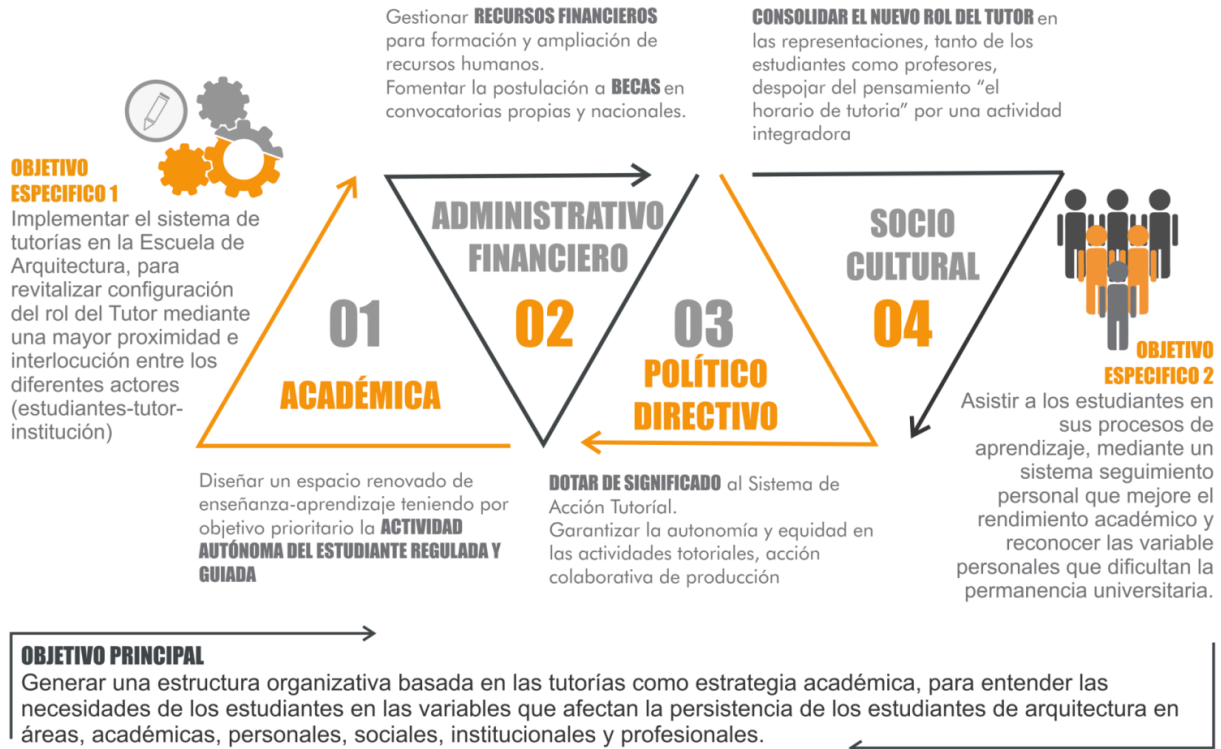 Gestionar RECURSOS FINANCIEROS
para formación y ampliación de
recursos humanos.
Fomentar la postulación a BECAS en
convocatorias propias y nacionales.
CONSOLIDAR EL NUEVO ROL DEL TUTOR en
las representaciones, tanto de los
estudiantes como profesores,
despojar del pensamiento “el
horario de tutoria” por una actividad
integradora
OBJETIVO
ESPECIFICO 1
Implementar el sistema de
tutorías en la Escuela de
Arquitectura, para
revitalizar configuración
del rol del Tutor mediante
una mayor proximidad e
interlocución entre los
diferentes actores
(estudiantes-tutor-
institución)
01
ACADÉMICA
ADMINISTRATIVO
FINANCIERO
02
03
POLÍTICO
DIRECTIVO
SOCIO
CULTURAL
04
OBJETIVO
ESPECIFICO 2
Asistir a los estudiantes en
sus procesos de
aprendizaje, mediante un
sistema seguimiento
personal que mejore el
rendimiento académico y
reconocer las variable
personales que dificultan la
permanencia universitaria.
Diseñar un espacio renovado de
enseñanza-aprendizaje teniendo por
objetivo prioritario la ACTIVIDAD
AUTÓNOMA DEL ESTUDIANTE REGULADA Y
GUIADA
DOTAR DE SIGNIFICADO al Sistema de
Acción Tutoríal.
Garantizar la autonomía y equidad en
las actividades totoriales, acción
colaborativa de producción
OBJETIVO PRINCIPAL
Generar una estructura organizativa basada en las tutorías como estrategia académica, para entender las
necesidades de los estudiantes en las variables que afectan la persistencia de los estudiantes de arquitectura en
áreas, académicas, personales, sociales, institucionales y profesionales.